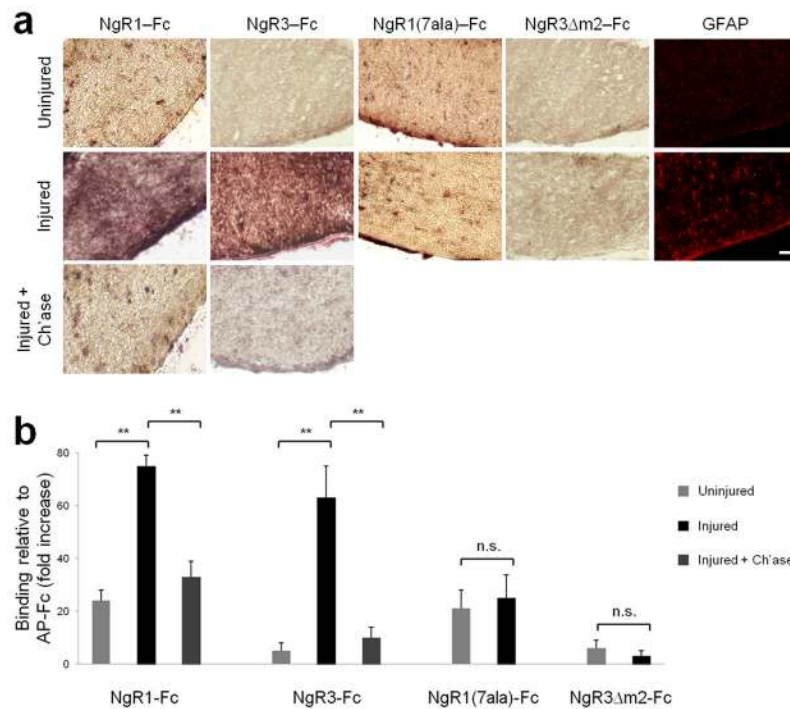 a
NgR1–Fc NgR3–Fc NgR1(7ala)–Fc NgR3Δm2–Fc GFAP
Uninjured
Injured
Injured +
Ch'ase
b
Binding relative to
AP-Fc (fold increase)
80
60
40
20
0
** **
** **
n.s.
n.s.
Uninjured
Injured
Injured + Ch'ase
NgR1-Fc NgR3-Fc NgR1(7ala)-Fc NgR3Δm2-Fc